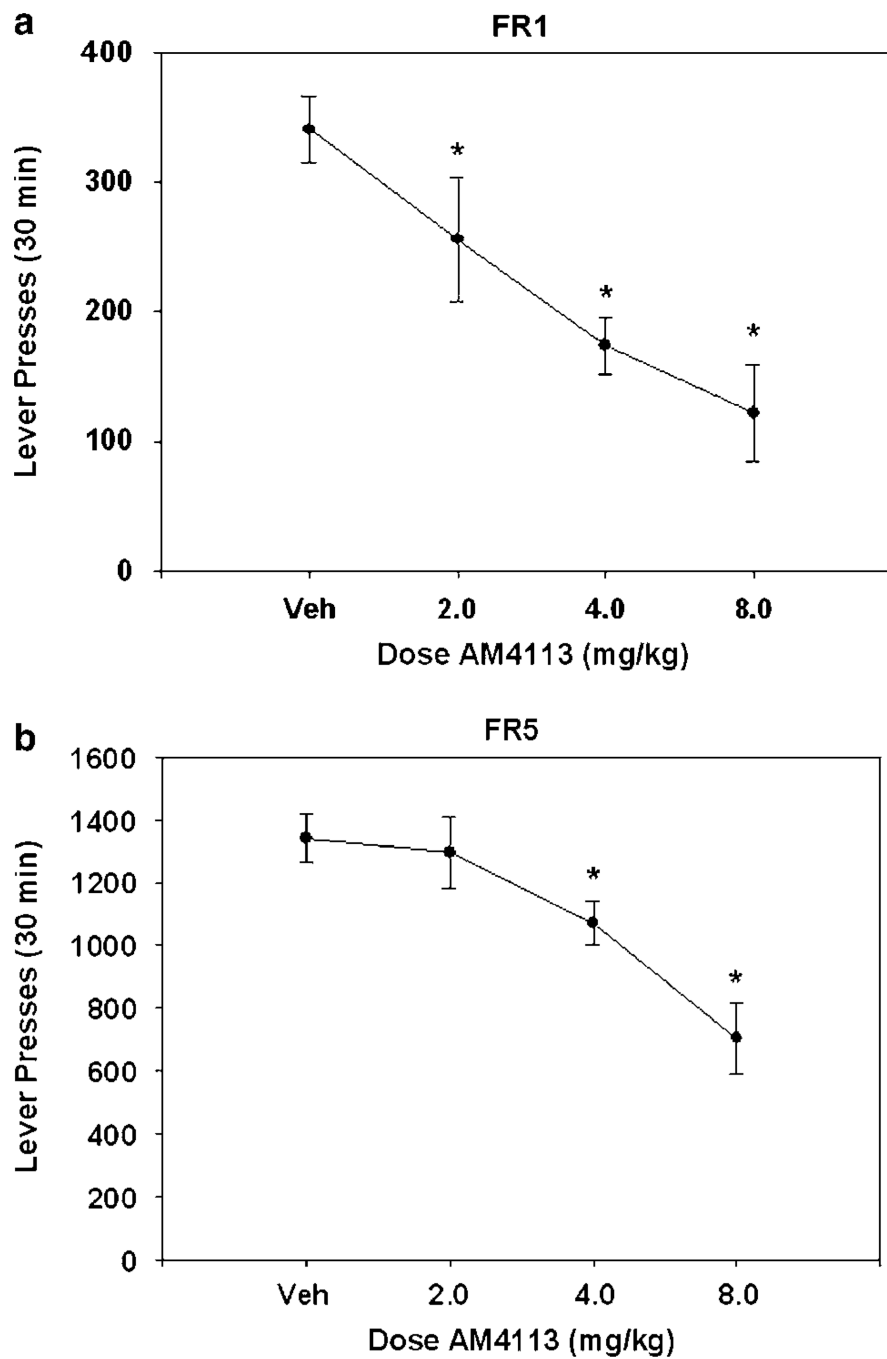 a
FR1
400
300
200
100
0
Lever Presses (30 min)
*
*
*
Veh 2.0 4.0 8.0
Dose AM4113 (mg/kg)
b
FR5
1600
1400
1200
1000
800
600
400
200
0
Lever Presses (30 min)
*
*
Veh 2.0 4.0 8.0
Dose AM4113 (mg/kg)